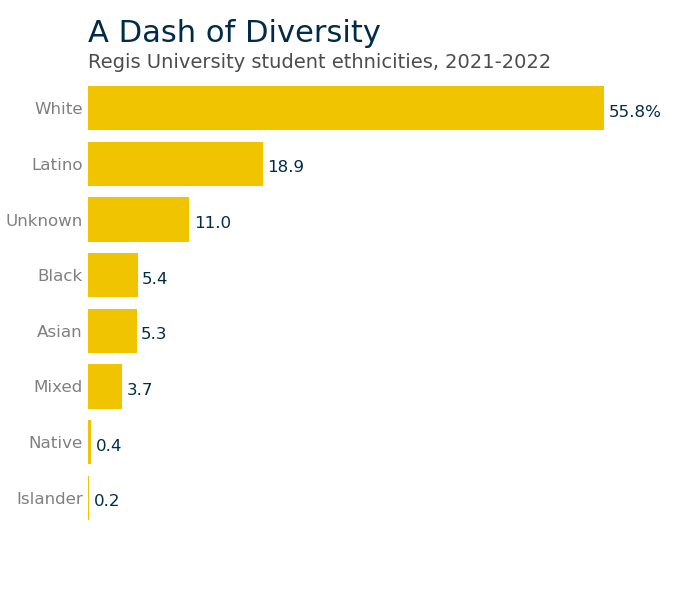 A Dash of Diversity
Regis University student ethnicities, 2021-2022
White 55.8%
Latino 18.9
Unknown 11.0
Black 5.4
Asian 5.3
Mixed 3.7
Native 0.4
Islander 0.2